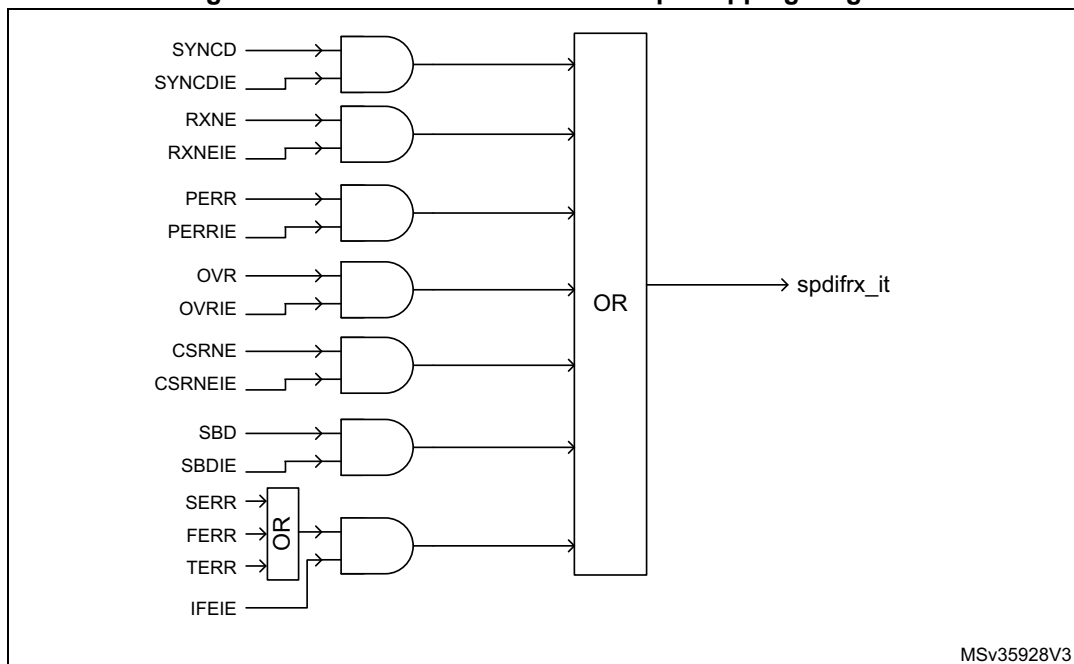 SYNCD
SYNCDIE
RXNE
RXNEIE
PERR
PERRIE
OVR
OVRIE
CSRNE
CSRNEIE
SBD
SBDIE
SERR
FERR
TERR
OR
IFEIE
OR
spdifrx_it
MSv35928V3